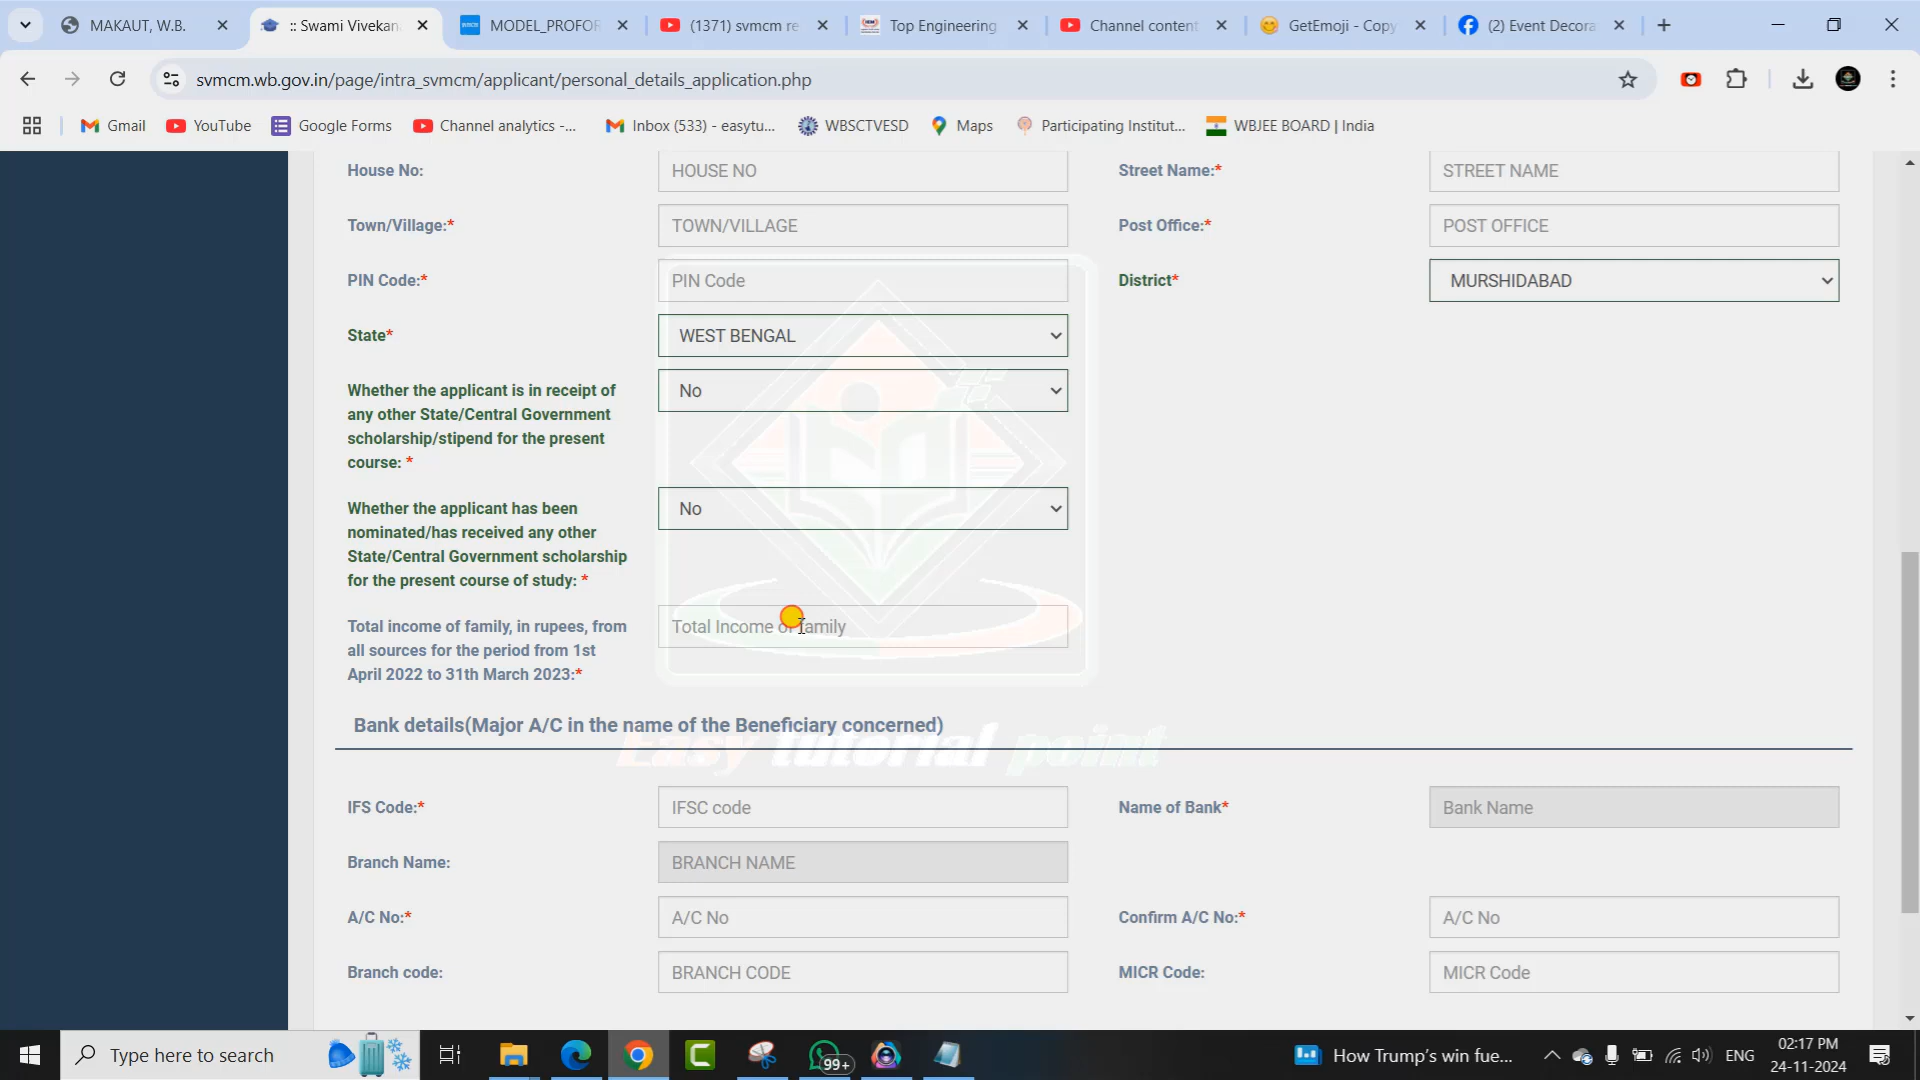 MAKAUT, W.B.
:: Swami Vivekan
MODEL_PROFOR
(1371) svmcm re
Top Engineering
Channel content
GetEmoji - Copy
(2) Event Decora
svmcm.wb.gov.in/page/intra_svmcm/applicant/personal_details_application.php
Gmail
YouTube
Google Forms
Channel analytics -...
Inbox (533) - easytu...
WBSCTVESD
Maps
Participating Institut...
WBJEE BOARD | India
House No:
HOUSE NO
Street Name:*
STREET NAME
Town/Village:*
TOWN/VILLAGE
Post Office:*
POST OFFICE
PIN Code:*
PIN Code
District*
MURSHIDABAD
State*
WEST BENGAL
Whether the applicant is in receipt of
any other State/Central Government
scholarship/stipend for the present
course: *
No
Whether the applicant has been
nominated/has received any other
State/Central Government scholarship
for the present course of study: *
No
Total income of family, in rupees, from
all sources for the period from 1st
April 2022 to 31th March 2023:*
Total Income of family
Bank details(Major A/C in the name of the Beneficiary concerned)
Easy tutorial point
IFS Code:*
IFSC code
Name of Bank*
Bank Name
Branch Name:
BRANCH NAME
A/C No:*
A/C No
Confirm A/C No:*
A/C No
Branch code:
BRANCH CODE
MICR Code:
MICR Code
Type here to search
99+
How Trump's win fue...
ENG
02:17 PM
24-11-2024